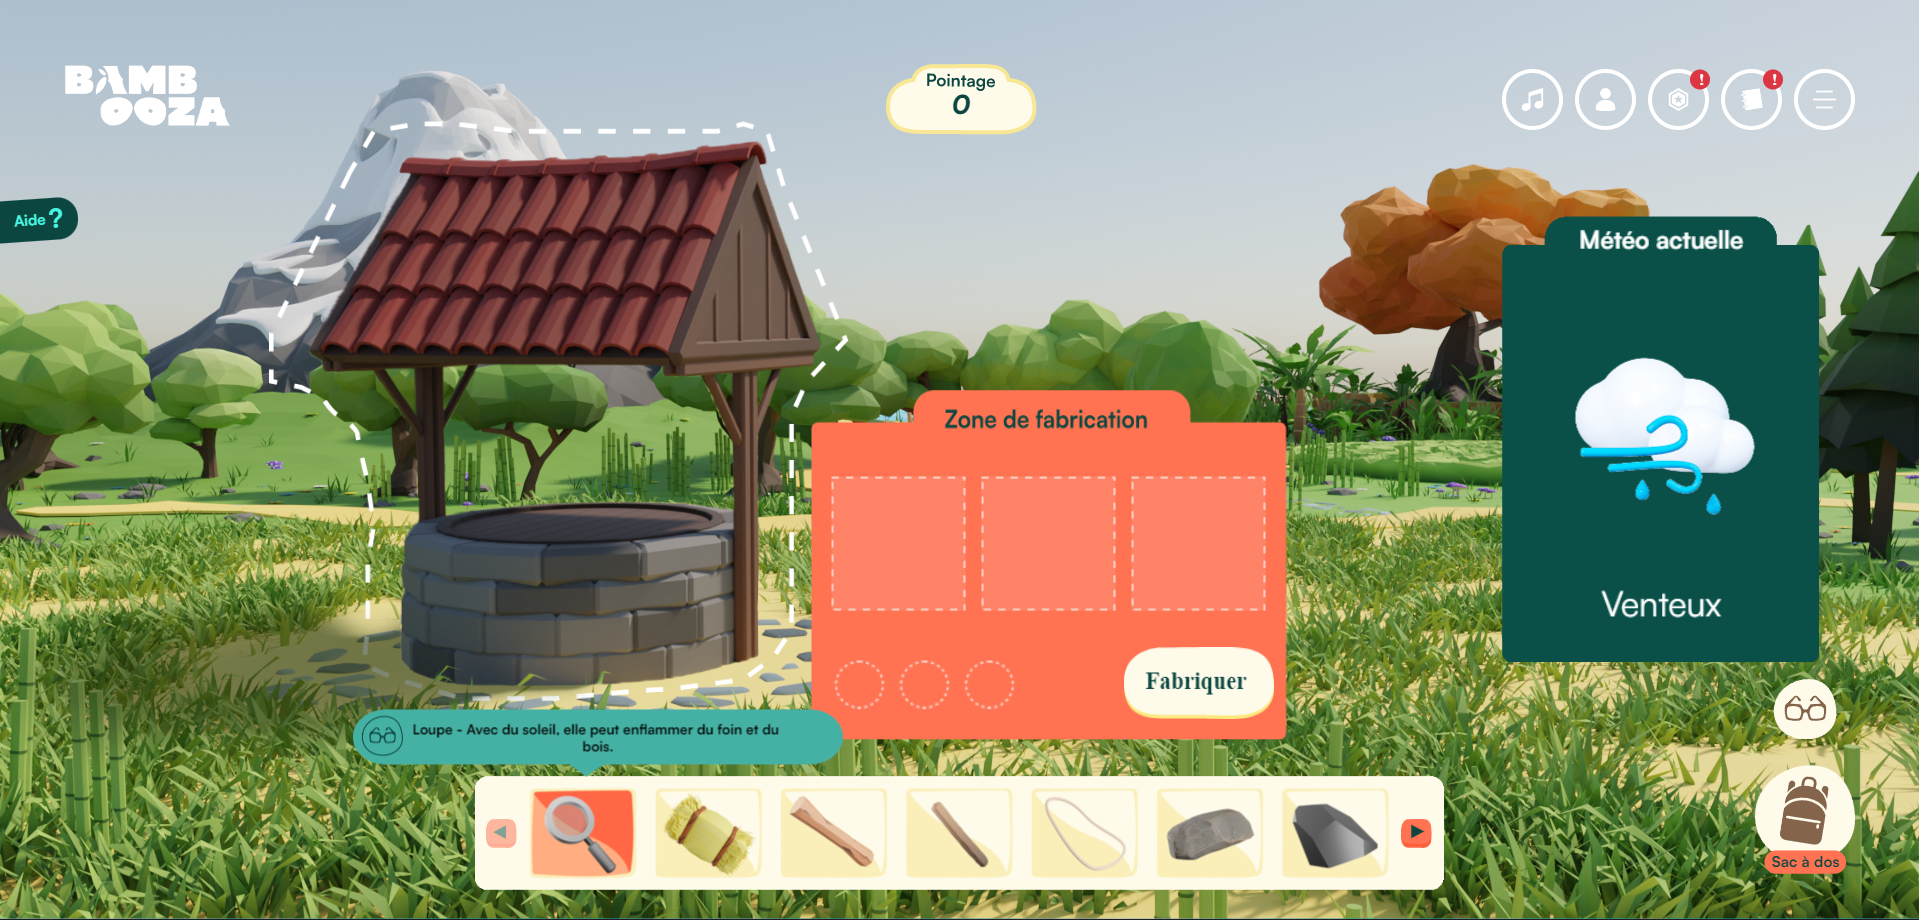 BAMB
OOZA
Pointage
0
Aide ?
Météo actuelle
Zone de fabrication
Venteux
Fabriquer
Loupe - Avec du soleil, elle peut enflammer du foin et du
bois.
Sac à dos